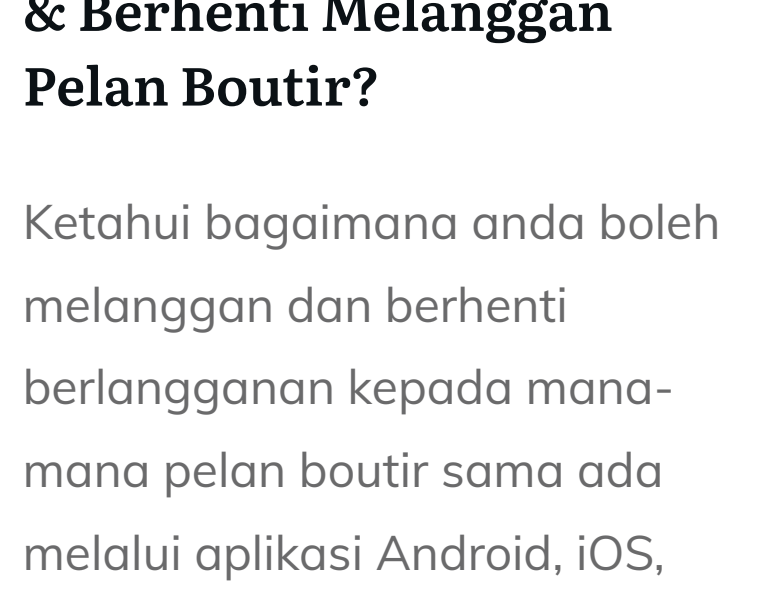 & Berhenti Melanggan
Pelan Boutir?
Ketahui bagaimana anda boleh
melanggan dan berhenti
berlangganan kepada mana-
mana pelan boutir sama ada
melalui aplikasi Android, iOS,